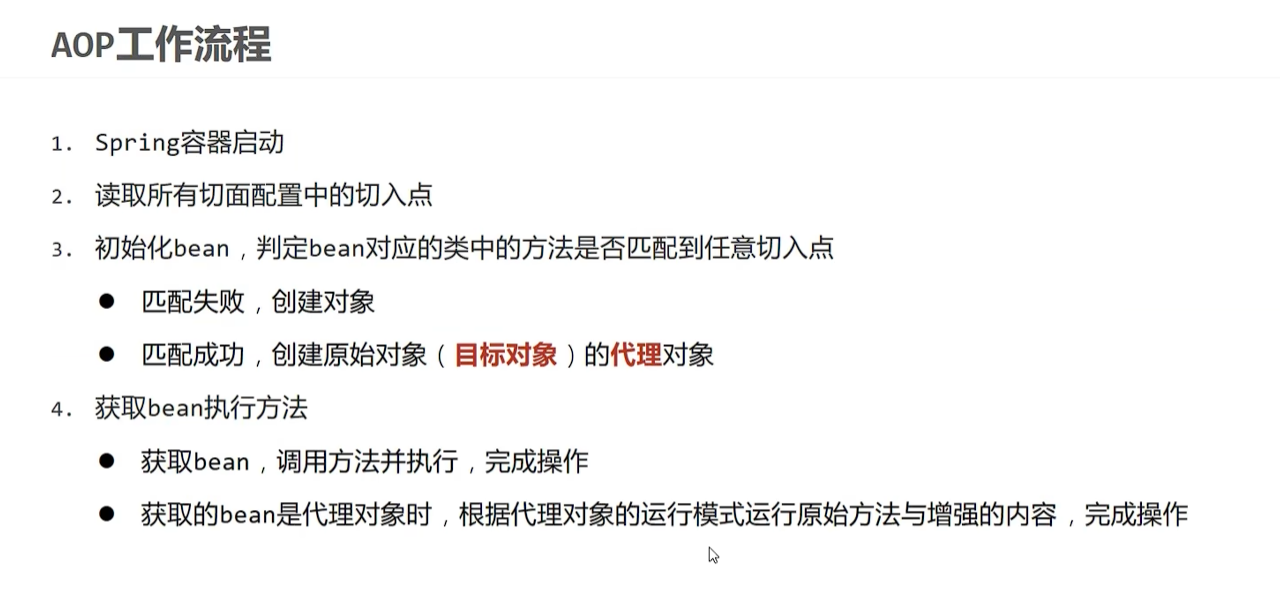 AOP工作流程
1. Spring容器启动
2. 读取所有切面配置中的切入点
3. 初始化bean，判定bean对应的类中的方法是否匹配到任意切入点
● 匹配失败，创建对象
● 匹配成功，创建原始对象（目标对象）的代理对象
4. 获取bean执行方法
● 获取bean，调用方法并执行，完成操作
● 获取的bean是代理对象时，根据代理对象的运行模式运行原始方法与增强的内容，完成操作